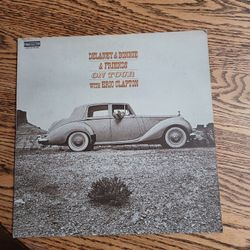 DELANEY & BONNIE
& FRIENDS
ON TOUR
WITH ERIC CLAPTON